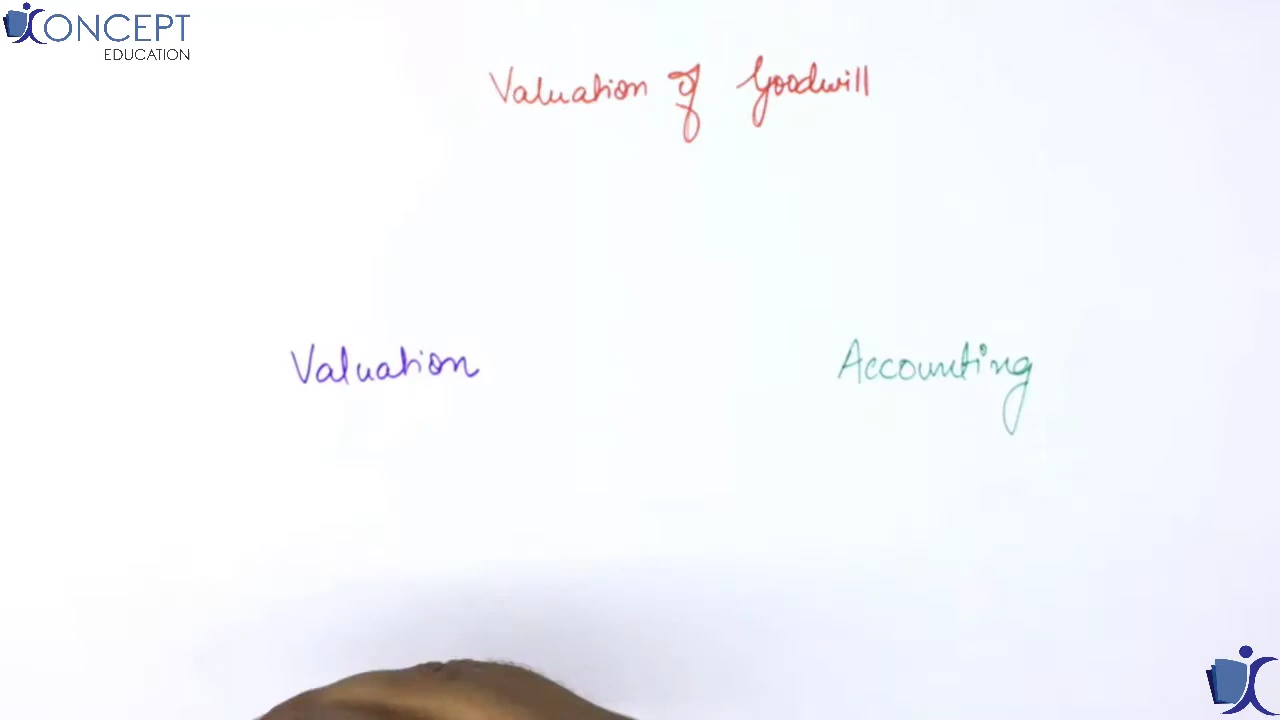 CONCEPT
EDUCATION
Valuation of Goodwill
Valuation
Accounting